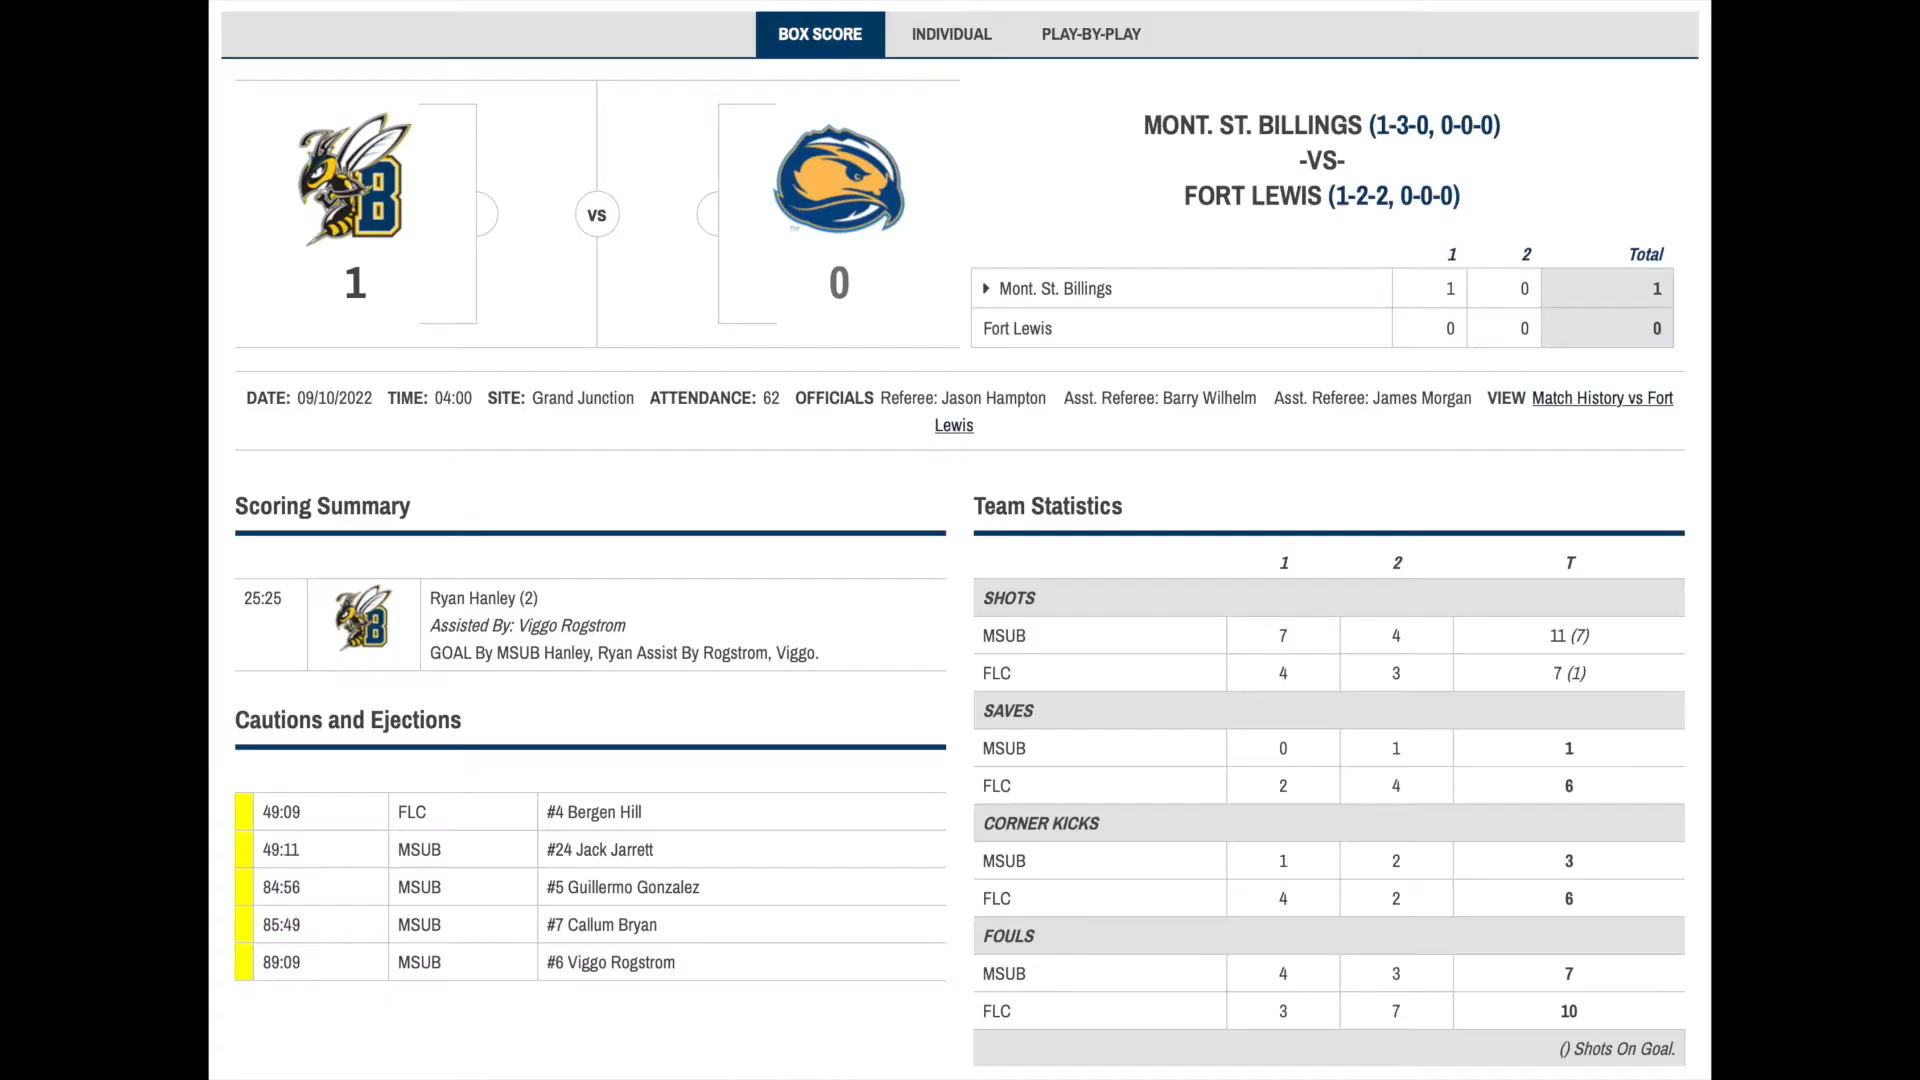 BOX SCORE INDIVIDUAL PLAY-BY-PLAY
B
1
VS
TM
0
MONT. ST. BILLINGS (1-3-0, 0-0-0)
-VS-
FORT LEWIS (1-2-2, 0-0-0)
1 2 Total
Mont. St. Billings 1 0 1
Fort Lewis 0 0 0
DATE: 09/10/2022 TIME: 04:00 SITE: Grand Junction ATTENDANCE: 62 OFFICIALS Referee: Jason Hampton Asst. Referee: Barry Wilhelm Asst. Referee: James Morgan VIEW Match History vs Fort
Lewis
Scoring Summary
25:25
B
Ryan Hanley (2)
Assisted By: Viggo Rogstrom
GOAL By MSUB Hanley, Ryan Assist By Rogstrom, Viggo.
Cautions and Ejections
49:09 FLC #4 Bergen Hill
49:11 MSUB #24 Jack Jarrett
84:56 MSUB #5 Guillermo Gonzalez
85:49 MSUB #7 Callum Bryan
89:09 MSUB #6 Viggo Rogstrom
Team Statistics
1 2 T
SHOTS
MSUB 7 4 11 (7)
FLC 4 3 7 (1)
SAVES
MSUB 0 1 1
FLC 2 4 6
CORNER KICKS
MSUB 1 2 3
FLC 4 2 6
FOULS
MSUB 4 3 7
FLC 3 7 10
() Shots On Goal.